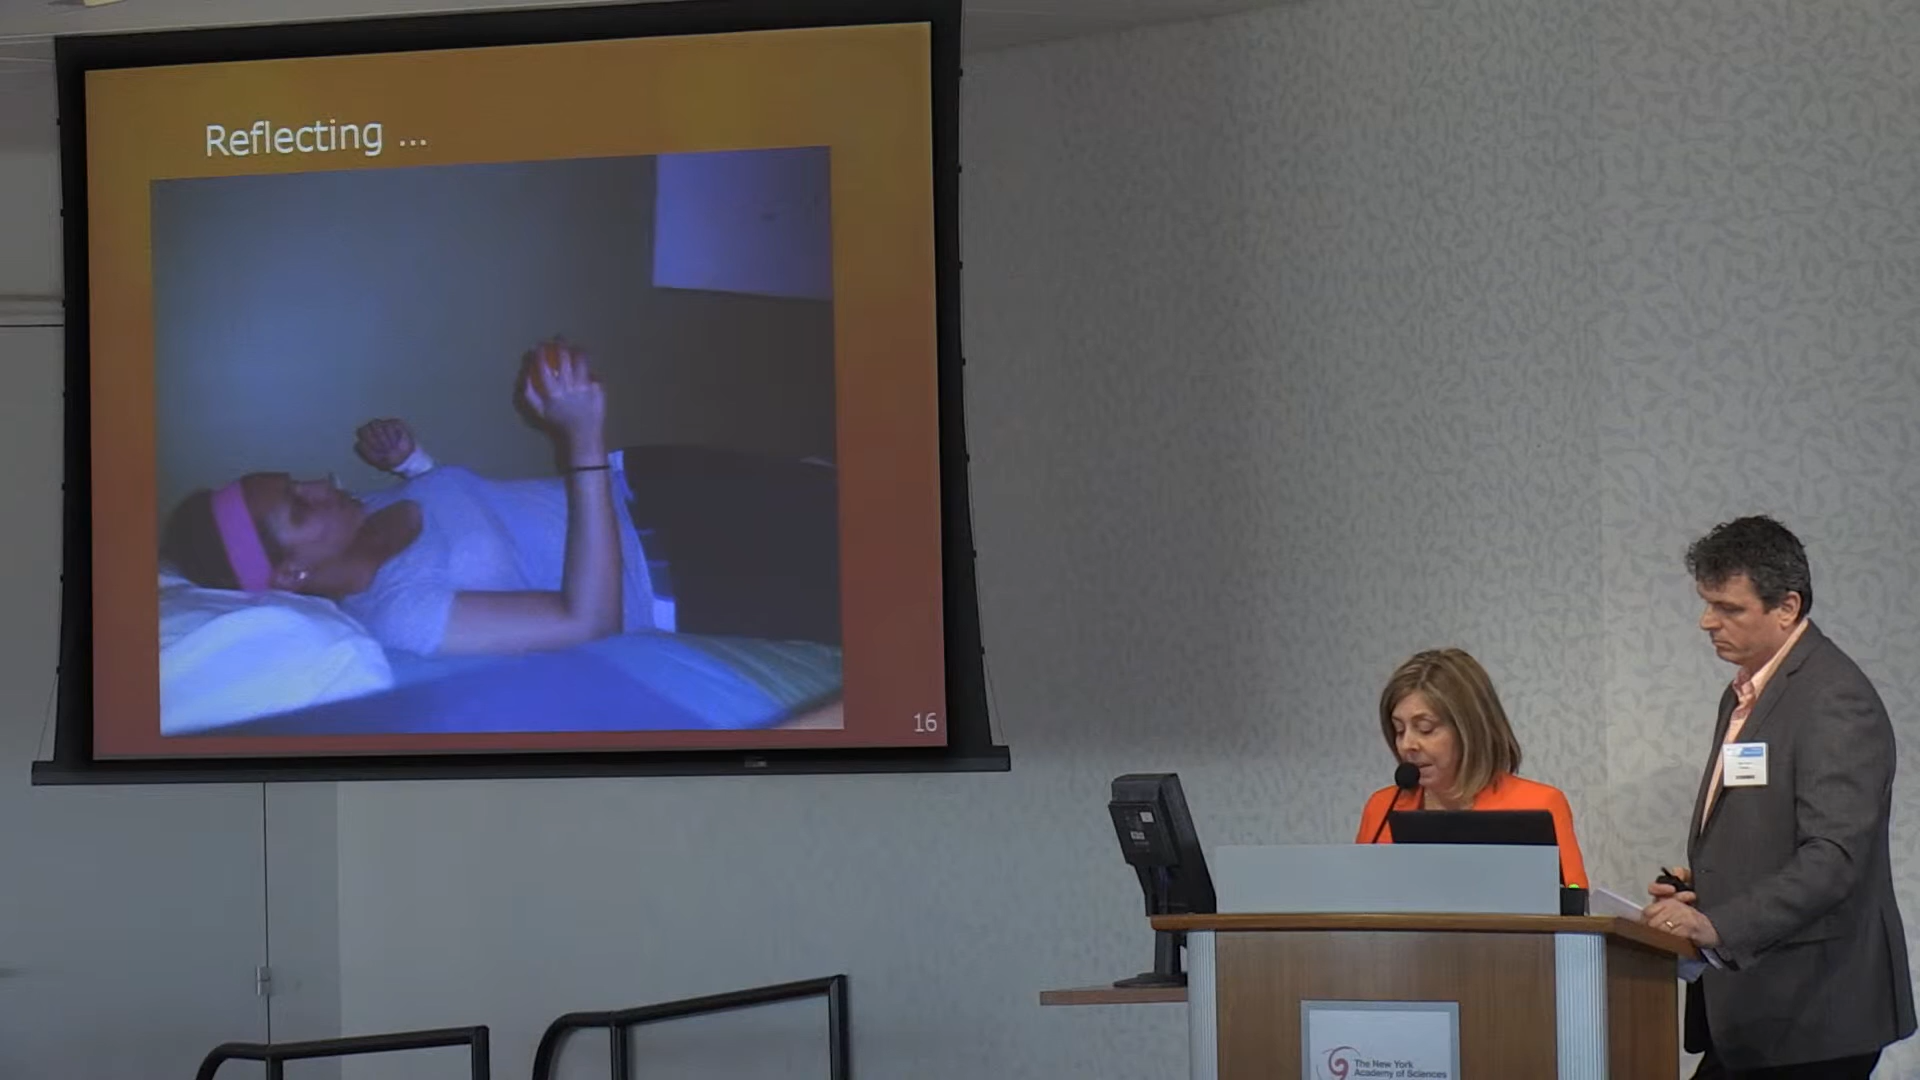 Reflecting ...
16
The New York
Academy of Sciences